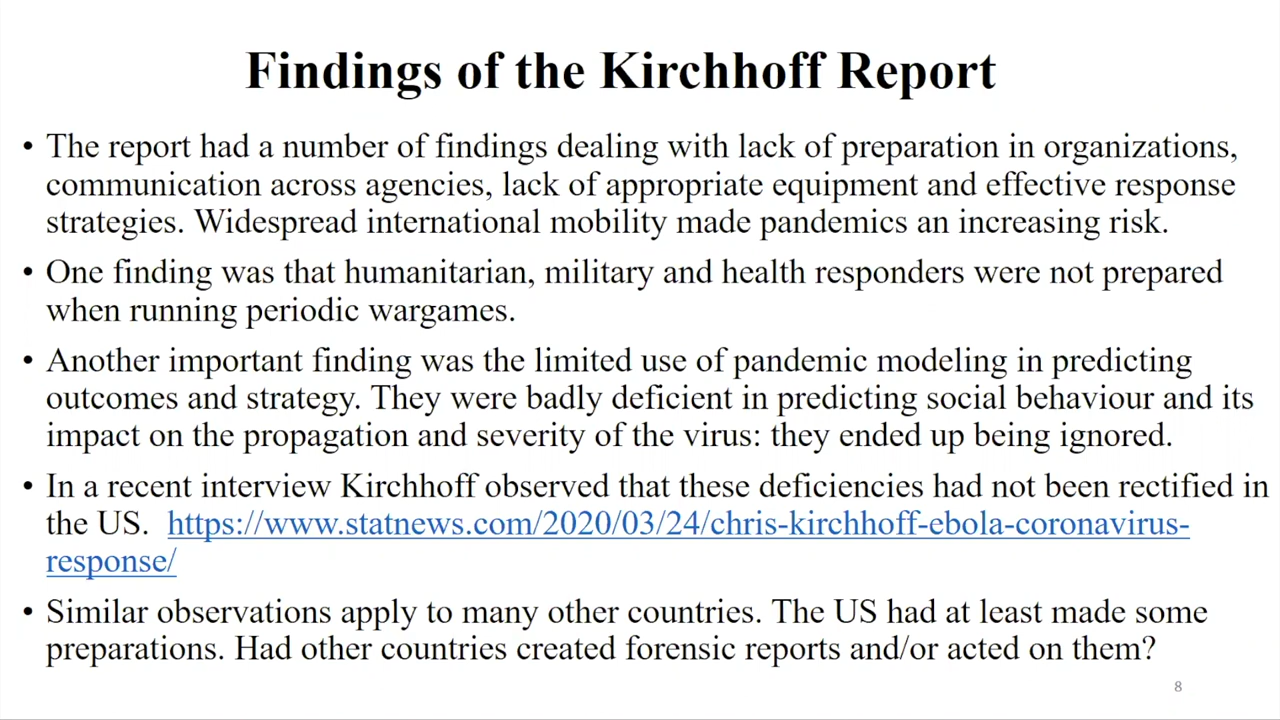 Findings of the Kirchhoff Report
• The report had a number of findings dealing with lack of preparation in organizations,
communication across agencies, lack of appropriate equipment and effective response
strategies. Widespread international mobility made pandemics an increasing risk.
• One finding was that humanitarian, military and health responders were not prepared
when running periodic wargames.
• Another important finding was the limited use of pandemic modeling in predicting
outcomes and strategy. They were badly deficient in predicting social behaviour and its
impact on the propagation and severity of the virus: they ended up being ignored.
• In a recent interview Kirchhoff observed that these deficiencies had not been rectified in
the US. https://www.statnews.com/2020/03/24/chris-kirchhoff-ebola-coronavirus-
response/
• Similar observations apply to many other countries. The US had at least made some
preparations. Had other countries created forensic reports and/or acted on them?
8